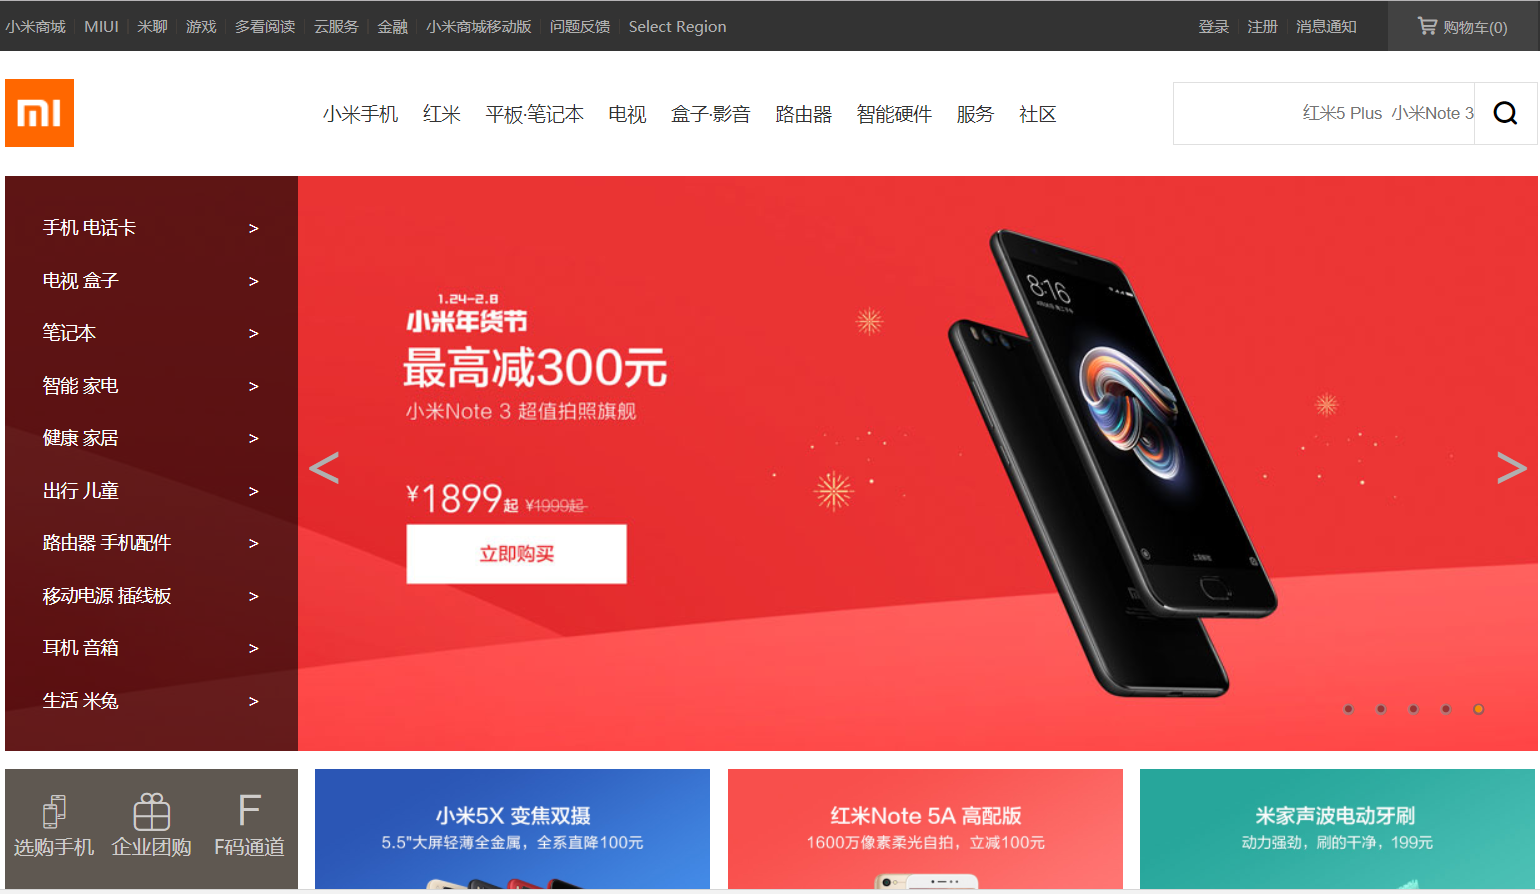 小米商城 MIUI 米聊 游戏 多看阅读 云服务 金融 小米商城移动版 问题反馈 Select Region 登录 注册 消息通知 购物车(0)
mi 小米手机 红米 平板·笔记本 电视 盒子·影音 路由器 智能硬件 服务 社区 红米5 Plus 小米Note 3
手机 电话卡 >
电视 盒子 >
笔记本 >
智能 家电 >
健康 家居 >
出行 儿童 >
路由器 手机配件 >
移动电源 插线板 >
耳机 音箱 >
生活 米兔 >
<
1.24-2.8
小米年货节
最高减300元
小米Note 3 超值拍照旗舰
¥1899起 ¥1999起
立即购买
8:16
>
选购手机 企业团购 F码通道
F
小米5X 变焦双摄
5.5"大屏轻薄全金属，全系直降100元
红米Note 5A 高配版
1600万像素柔光自拍，立减100元
米家声波电动牙刷
动力强劲，刷的干净，199元